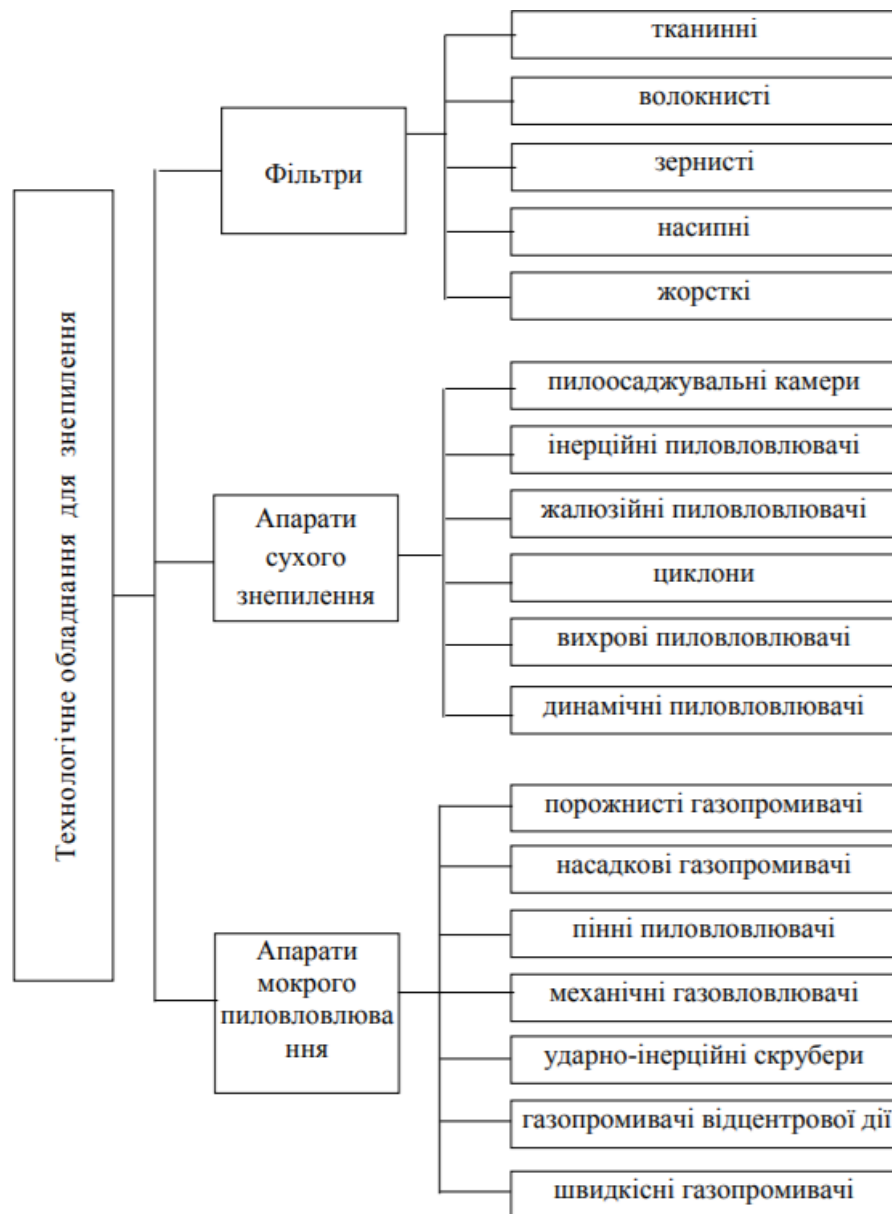 Технологічне обладнання для знепилення
Фільтри
тканинні
волокнисті
зернисті
насипні
жорсткі
Апарати
сухого
знепилення
пилоосаджувальні камери
інерційні пиловловлювачі
жалюзійні пиловловлювачі
циклони
вихрові пиловловлювачі
динамічні пиловловлювачі
Апарати
мокрого
пиловловлюва
ння
порожнисті газопромивачі
насадкові газопромивачі
пінні пиловловлювачі
механічні газовловлювачі
ударно-інерційні скрубери
газопромивачі відцентрової дії
швидкісні газопромивачі